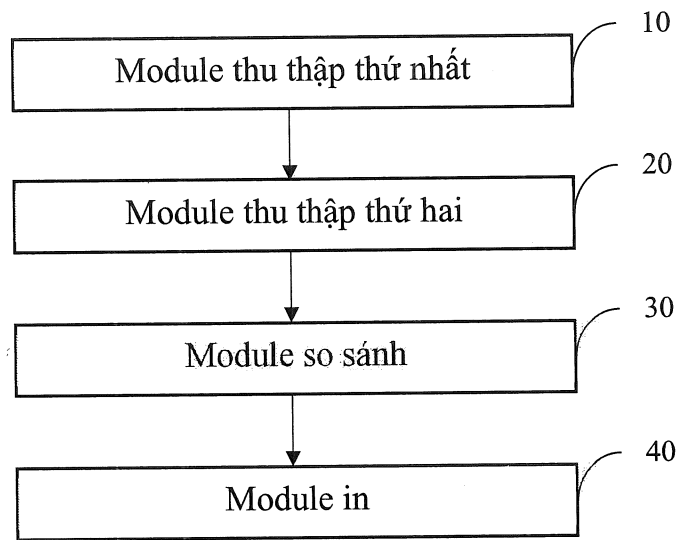 10
Module thu thập thứ nhất
20
Module thu thập thứ hai
30
Module so sánh
40
Module in